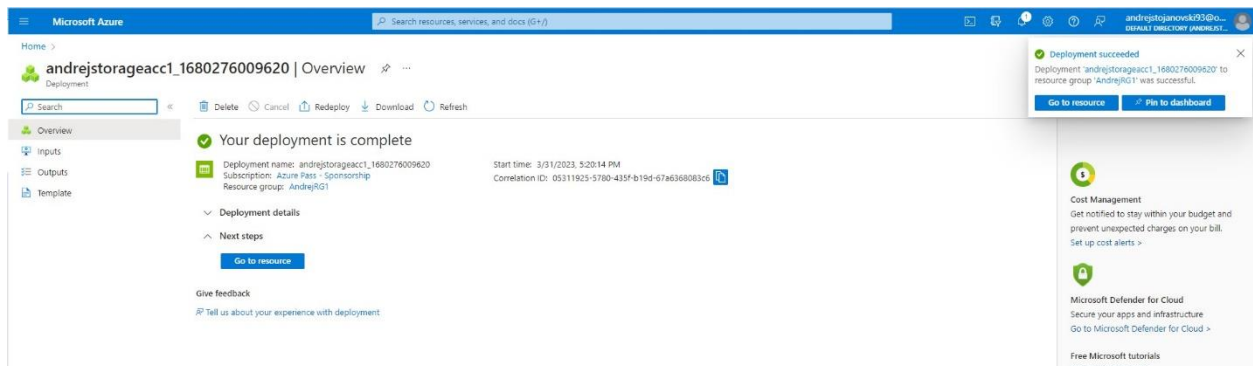 Microsoft Azure
Search resources, services, and docs (G+/)
andrejstojanovski93@o...
DEFAULT DIRECTORY (ANDREJST...
Home >
andrejstorageacc1_1680276009620 | Overview
Deployment
Search
Delete
Cancel
Redeploy
Download
Refresh
Overview
Inputs
Outputs
Template
Your deployment is complete
Deployment name: andrejstorageacc1_1680276009620
Subscription: Azure Pass - Sponsorship
Resource group: AndrejRG1
Start time: 3/31/2023, 5:20:14 PM
Correlation ID: 05311925-5780-435f-b19d-67a6368083c6
Deployment details
Next steps
Go to resource
Give feedback
Tell us about your experience with deployment
Deployment succeeded
Deployment 'andrejstorageacc1_1680276009620' to
resource group 'AndrejRG1' was successful.
Go to resource
Pin to dashboard
Cost Management
Get notified to stay within your budget and
prevent unexpected charges on your bill.
Set up cost alerts >
Microsoft Defender for Cloud
Secure your apps and infrastructure
Go to Microsoft Defender for Cloud >
Free Microsoft tutorials